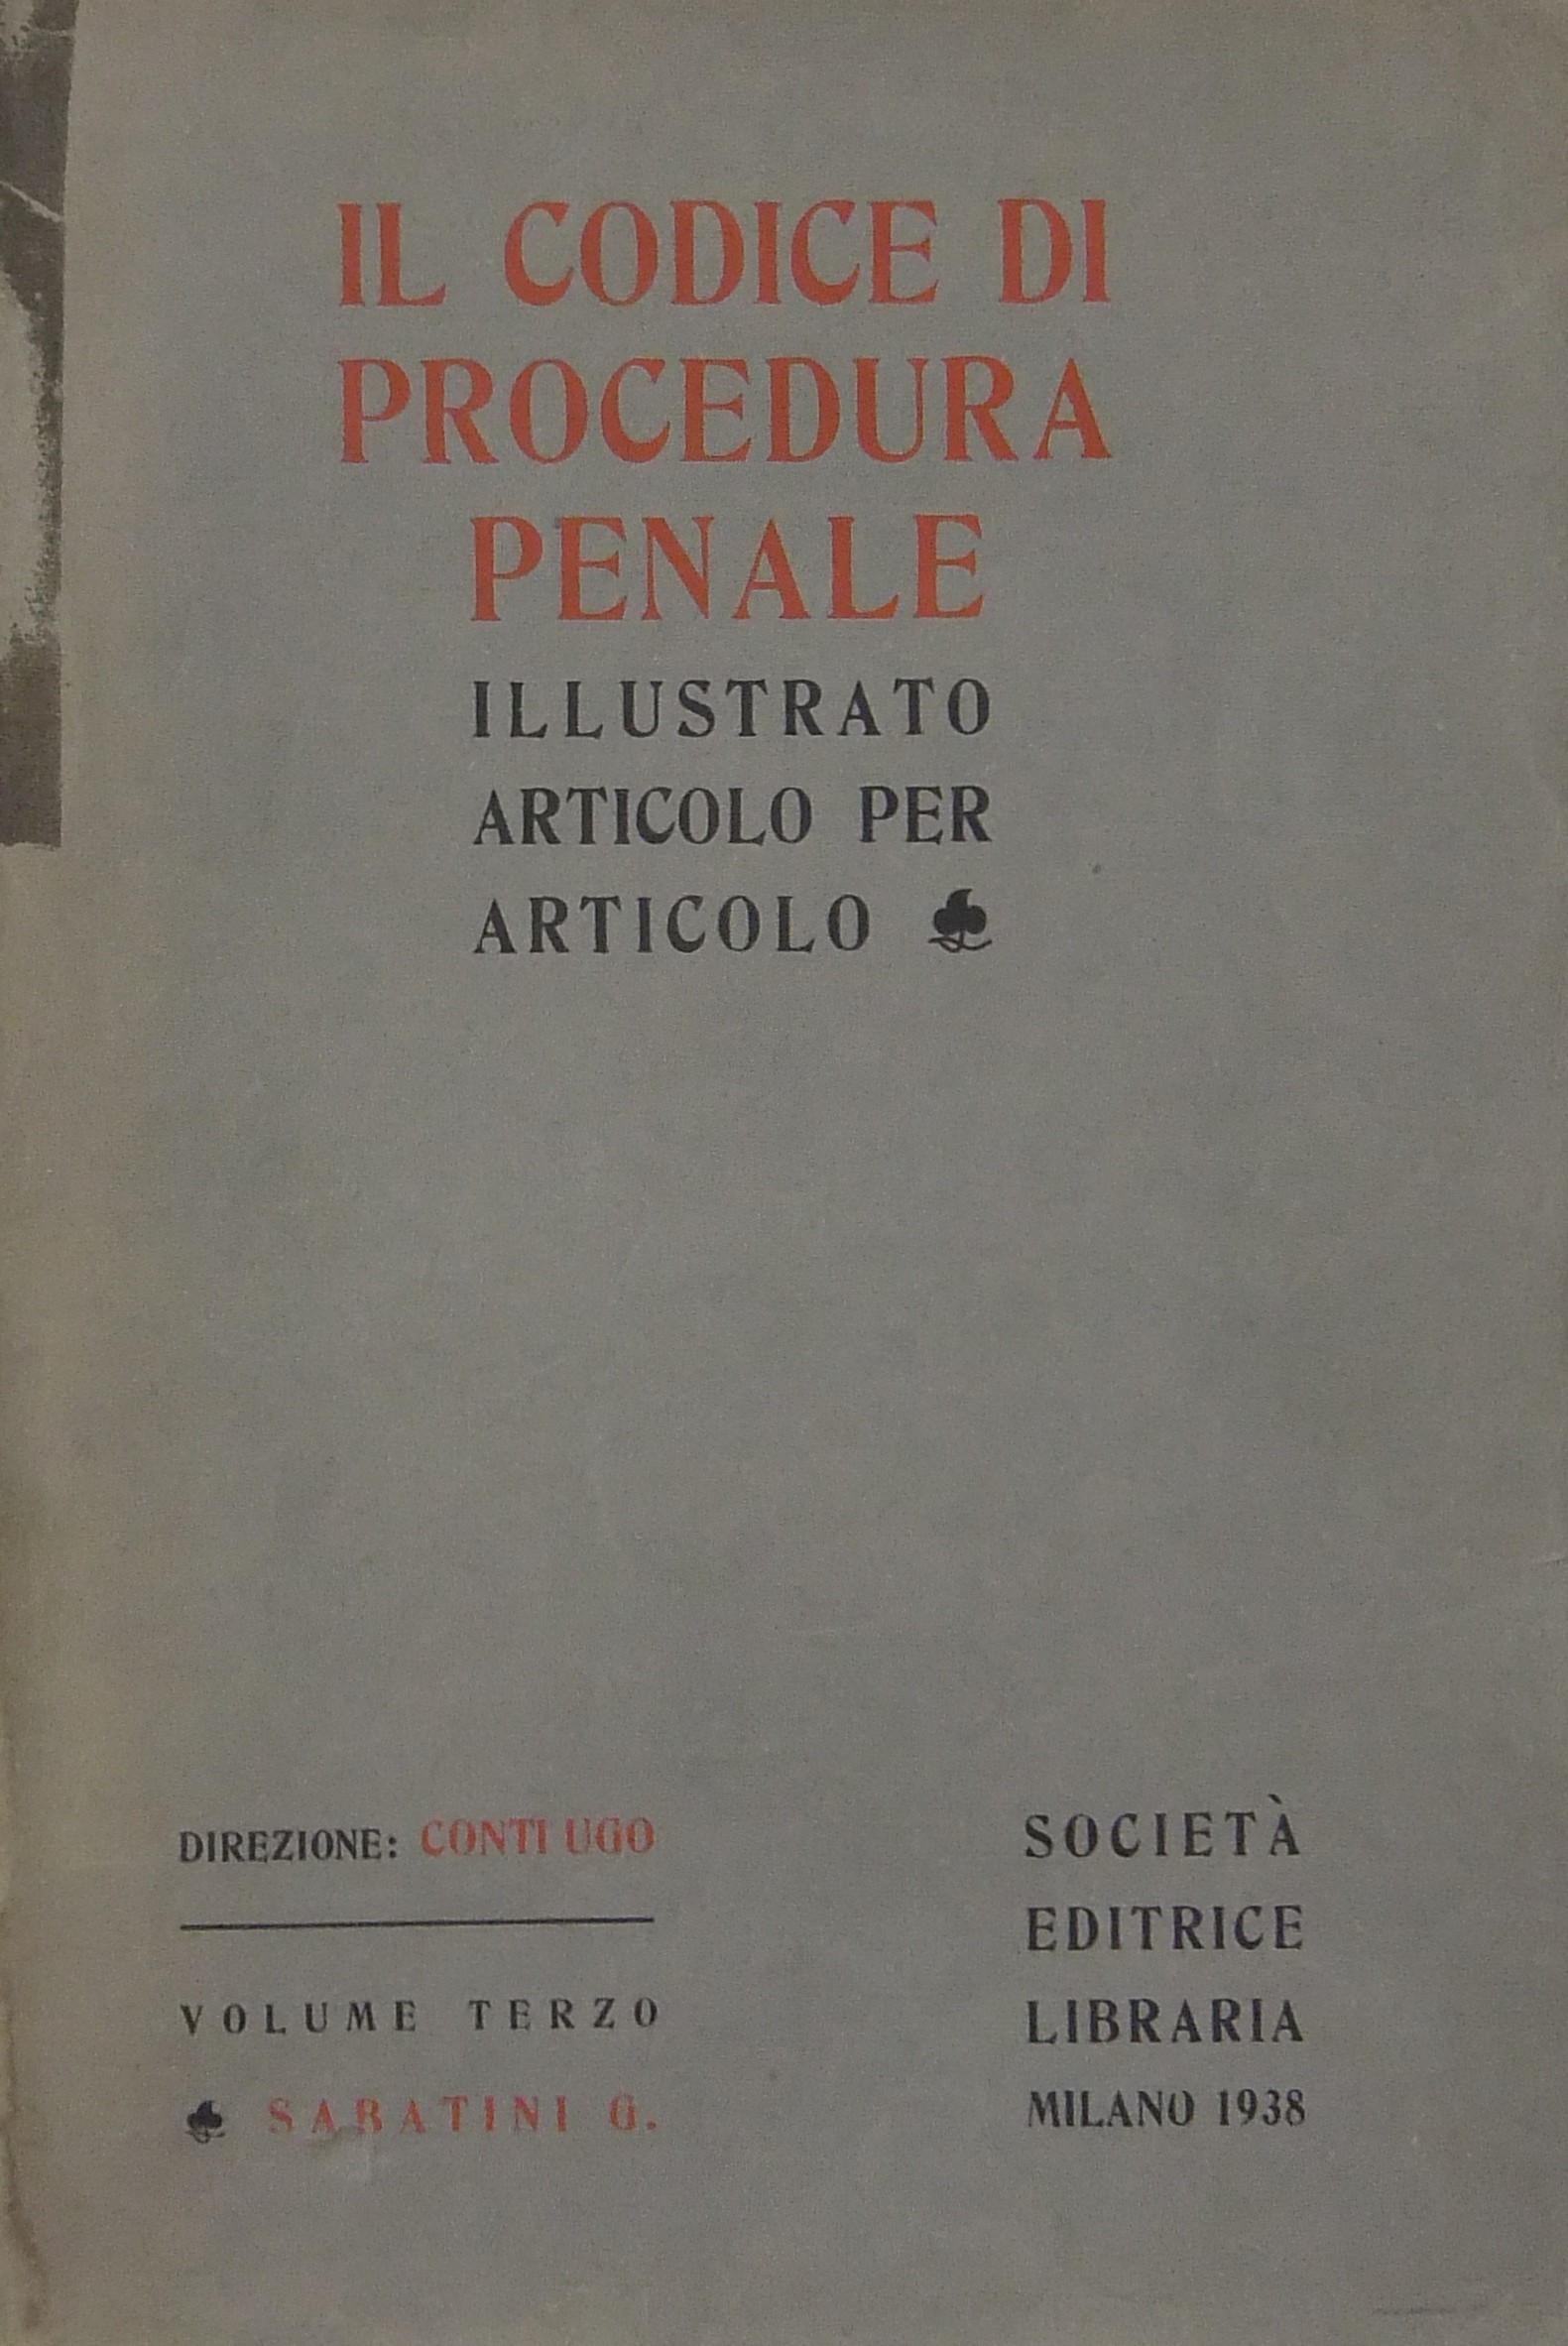 IL CODICE DI
PROCEDURA
PENALE
ILLUSTRATO
ARTICOLO PER
ARTICOLO
DIREZIONE: CONTI UGO
VOLUME TERZO
SABATINI G.
SOCIETÀ
EDITRICE
LIBRARIA
MILANO 1938